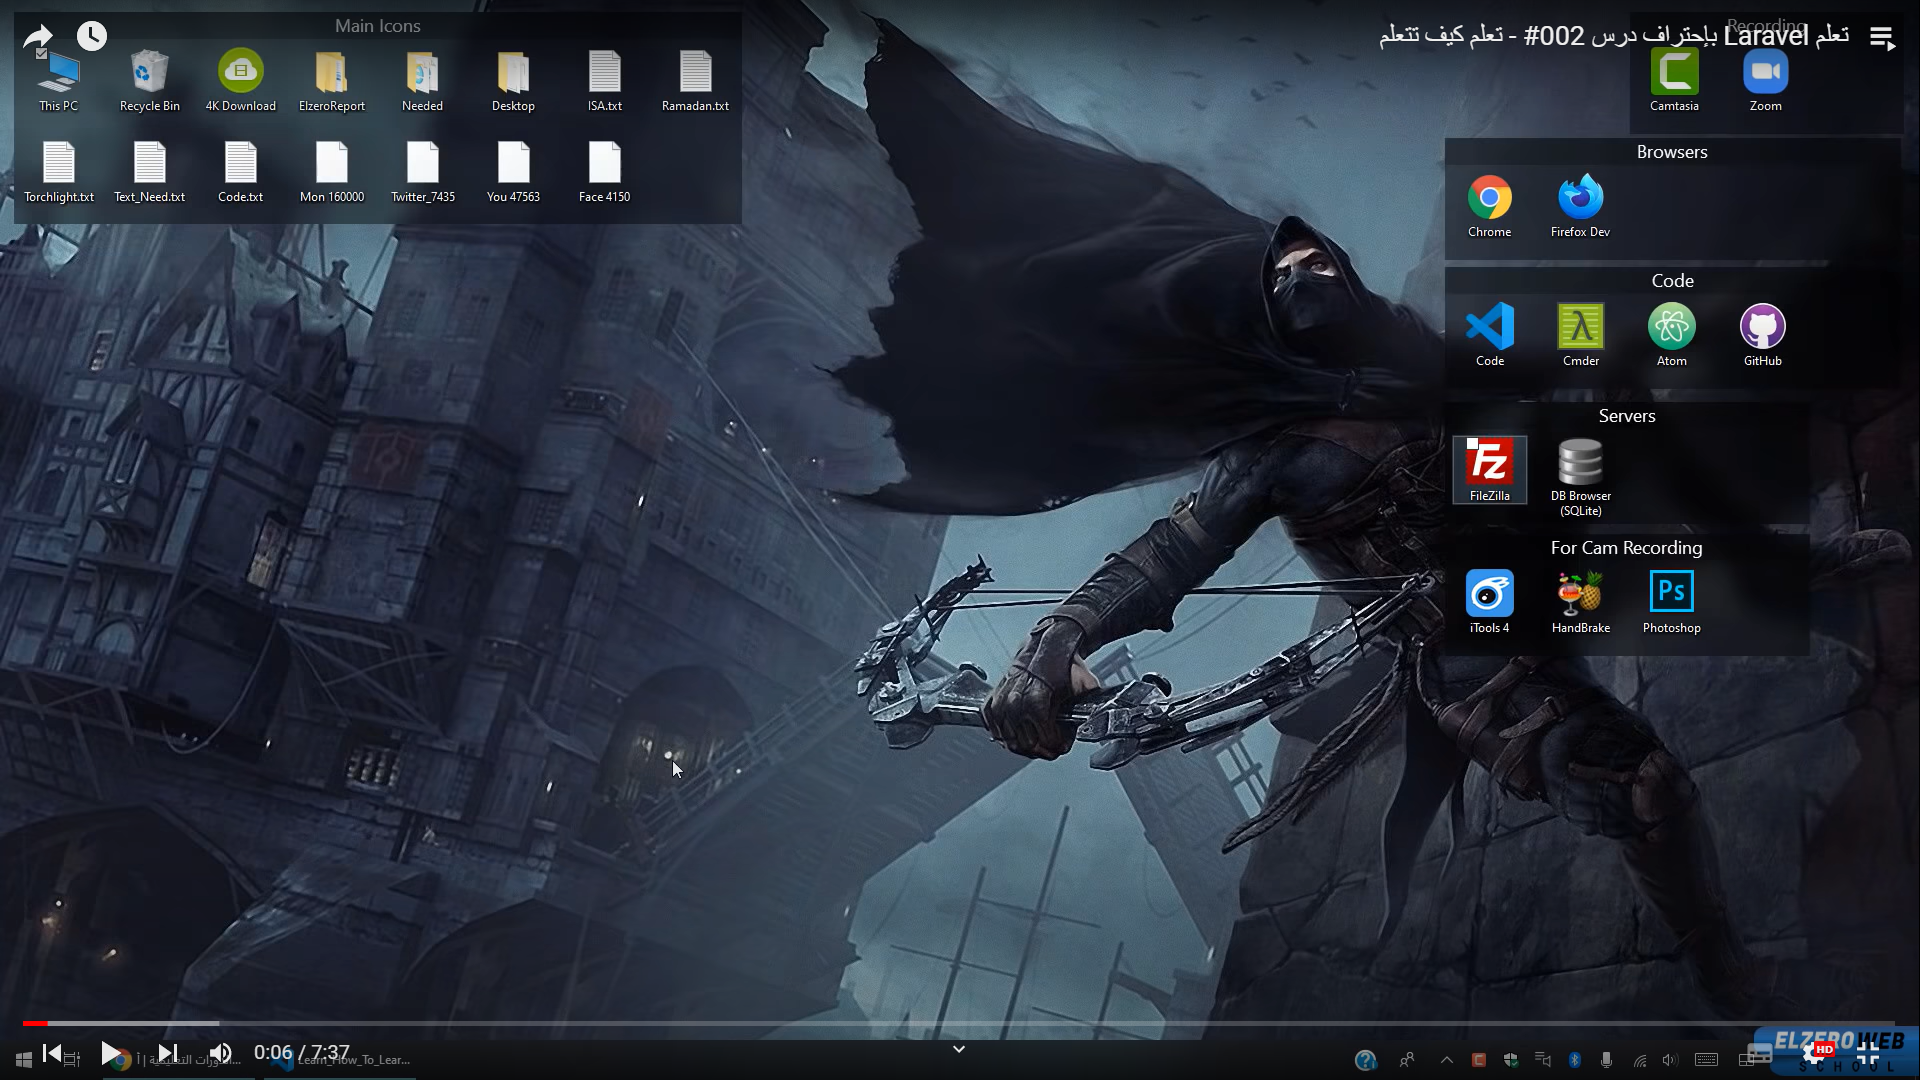 Main Icons
This PC
Recycle Bin
4K Download
ElzeroReport
Needed
Desktop
ISA.txt
Ramadan.txt
Torchlight.txt
Text_Need.txt
Code.txt
Mon 160000
Twitter_7435
You 47563
Face 4150
Recording
تعلم Laravel بإحتراف درس 002# - تعلم كيف تتعلم
Camtasia
Zoom
Browsers
Chrome
Firefox Dev
Code
Code
Cmder
Atom
GitHub
Servers
FileZilla
DB Browser
(SQLite)
For Cam Recording
iTools 4
HandBrake
Photoshop
0:06 / 7:37
Learn_How_To_Lear...
HD
ELZERO WEB
SCHOOL